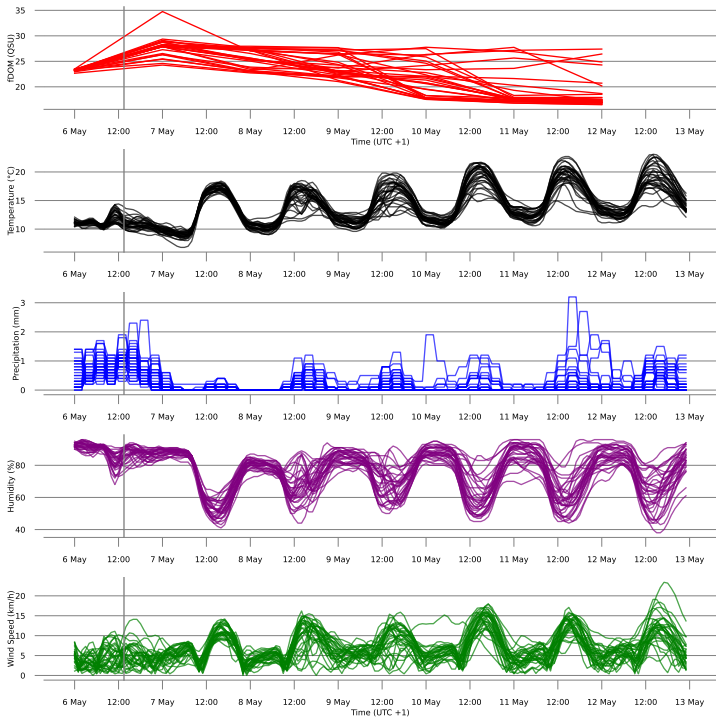 fDOM (QSU)
35
30
25
20
6 May 12:00 7 May 12:00 8 May 12:00 9 May 12:00 10 May 12:00 11 May 12:00 12 May 12:00 13 May
Time (UTC +1)
Temperature (°C)
20
15
10
6 May 12:00 7 May 12:00 8 May 12:00 9 May 12:00 10 May 12:00 11 May 12:00 12 May 12:00 13 May
Precipitation (mm)
3
2
1
0
6 May 12:00 7 May 12:00 8 May 12:00 9 May 12:00 10 May 12:00 11 May 12:00 12 May 12:00 13 May
Humidity (%)
80
60
40
6 May 12:00 7 May 12:00 8 May 12:00 9 May 12:00 10 May 12:00 11 May 12:00 12 May 12:00 13 May
Wind Speed (km/h)
20
15
10
5
0
6 May 12:00 7 May 12:00 8 May 12:00 9 May 12:00 10 May 12:00 11 May 12:00 12 May 12:00 13 May
Time (UTC +1)